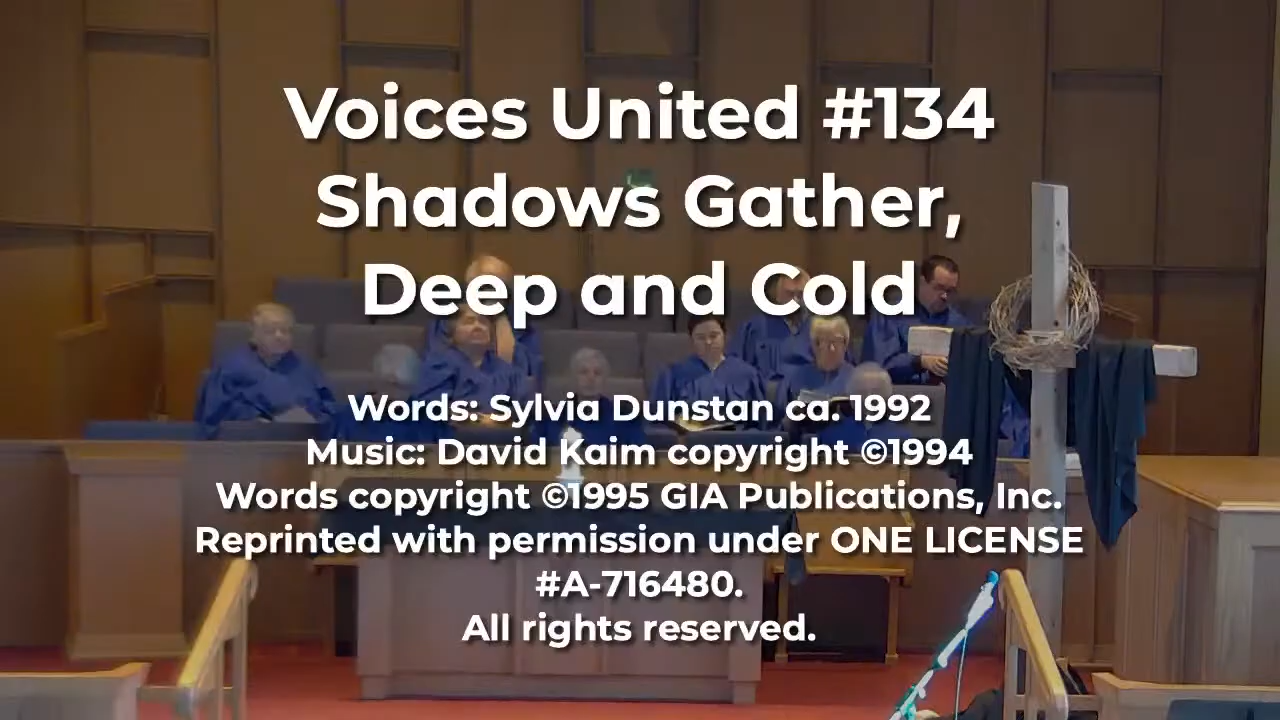 Voices United #134
Shadows Gather,
Deep and Cold
Words: Sylvia Dunstan ca. 1992
Music: David Kaim copyright ©1994
Words copyright ©1995 GIA Publications, Inc.
Reprinted with permission under ONE LICENSE
#A-716480.
All rights reserved.